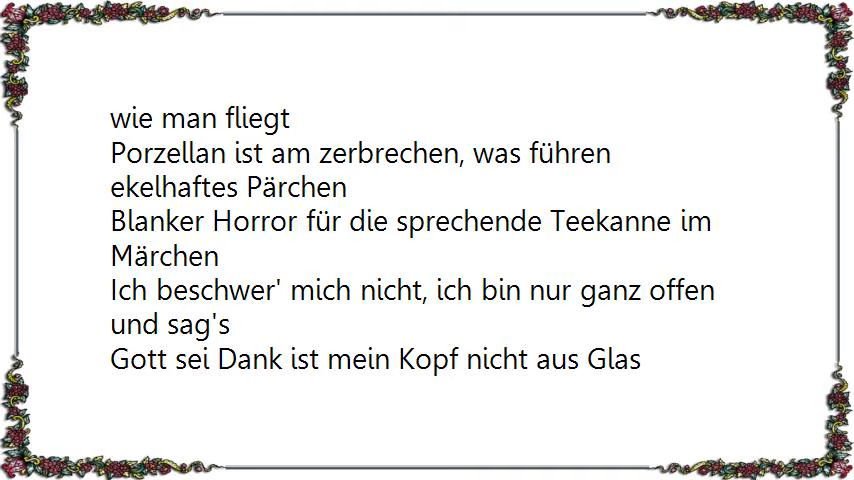 wie man fliegt
Porzellan ist am zerbrechen, was führen
ekelhaftes Pärchen
Blanker Horror für die sprechende Teekanne im
Märchen
Ich beschwer' mich nicht, ich bin nur ganz offen
und sag's
Gott sei Dank ist mein Kopf nicht aus Glas